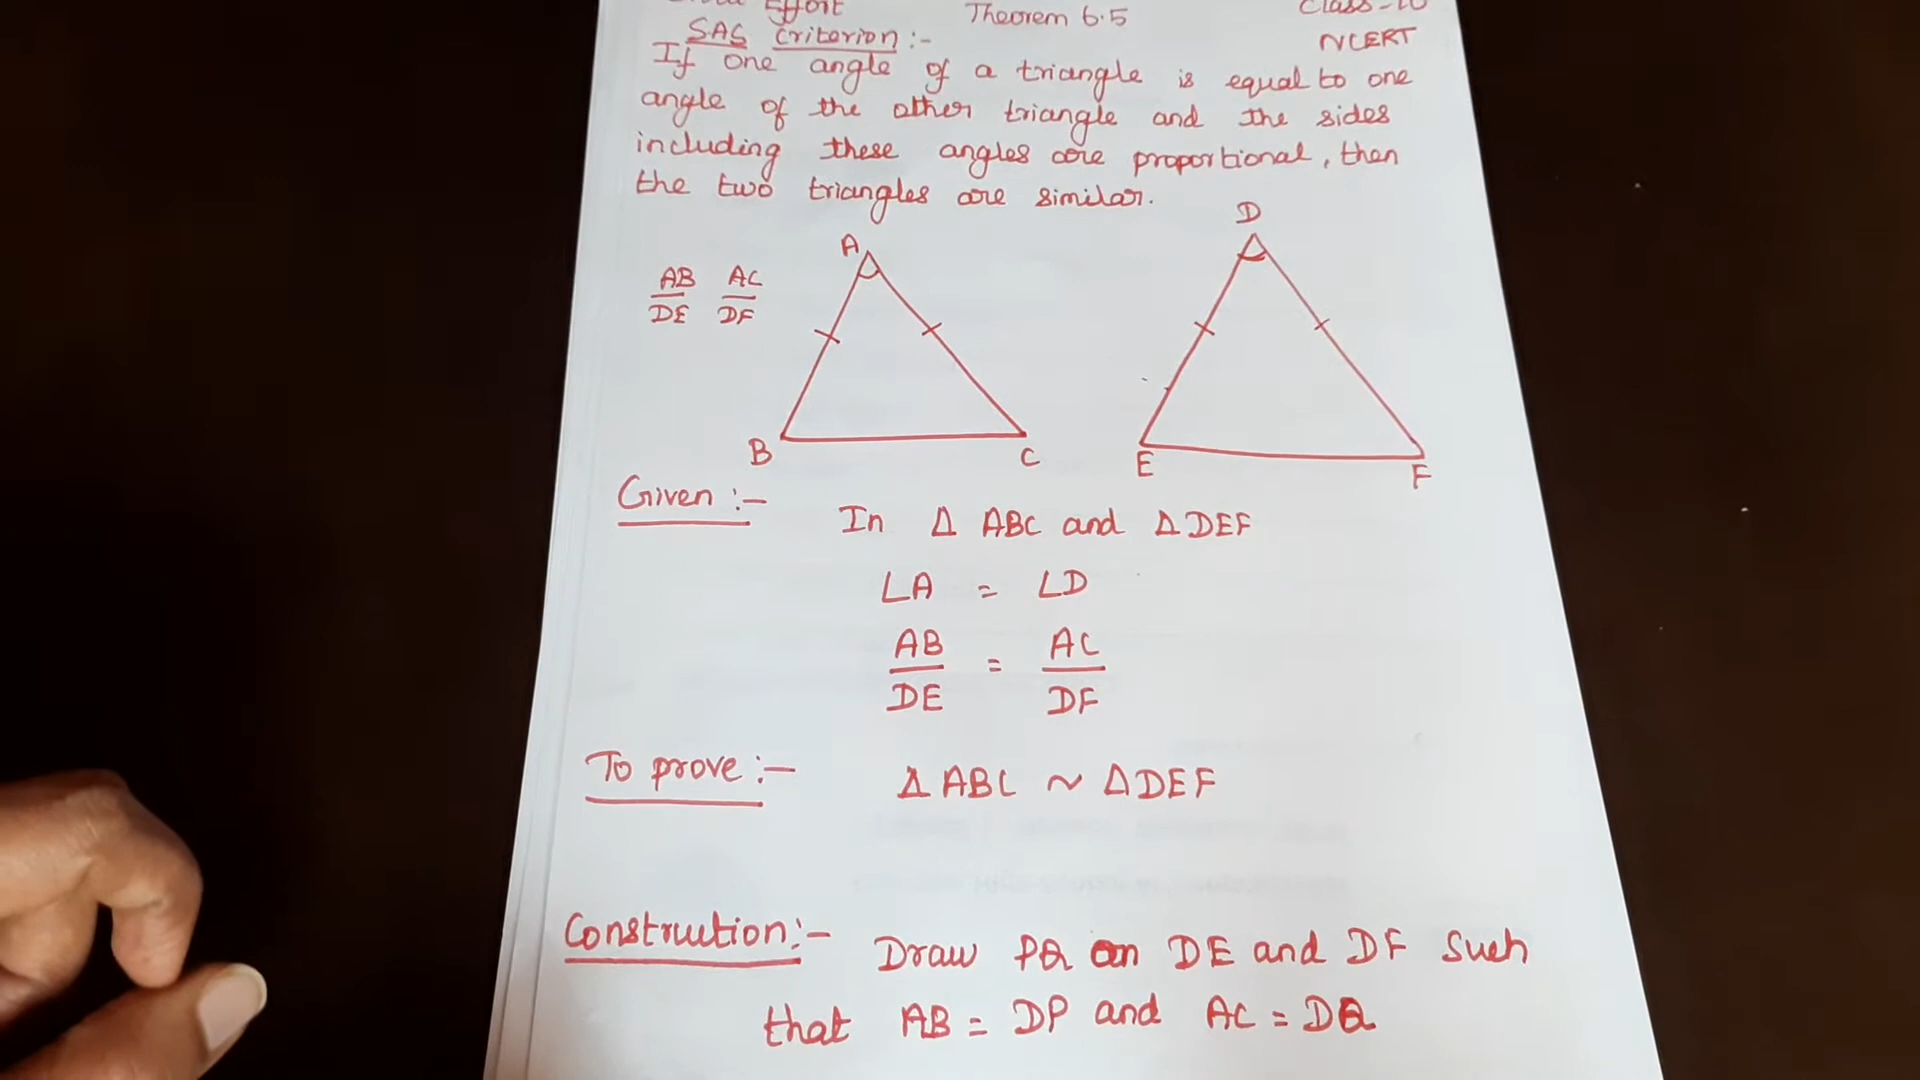 Effort Theorem 6.5 Class-10
SAS Criterion :- NCERT
If one angle of a triangle is equal to one
angle of the other triangle and the sides
including these angles are proportional, then
the two triangles are similar.
D
A
AB AC
DE DF
B C E F
Given :- In Δ ABC and Δ DEF
∠A = ∠D
AB = AC
DE DF
To prove :- Δ ABC ~ Δ DEF
Construction :- Draw PQ on DE and DF such
that AB = DP and AC = DQ